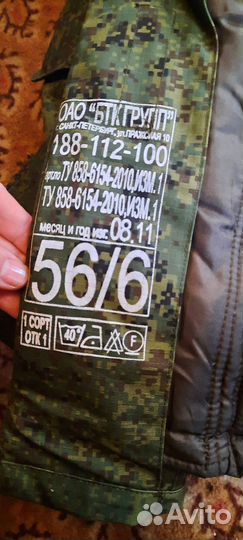 ОАО "БТК ГРУПП"
Г. САНКТ-ПЕТЕРБУРГ, УЛ.ПРАЖСКАЯ 10
188-112-100
ТУ 858-6154-2010,ИЗМ. 1
ТУ 858-6154-2010,ИЗМ. 1
месяц и год изг. 08.11
56/6
1 СОРТ
ОТК 1
40°
F
Avito